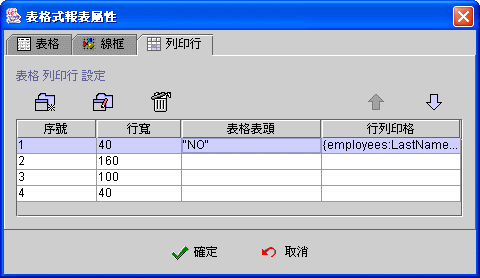 表格式報表屬性
表格 線框 列印行
表格 列印行 設定
序號 行寬 表格表頭 行列印格
1 40 "NO" {employees:LastName...
2 160
3 100
4 40
確定 取消